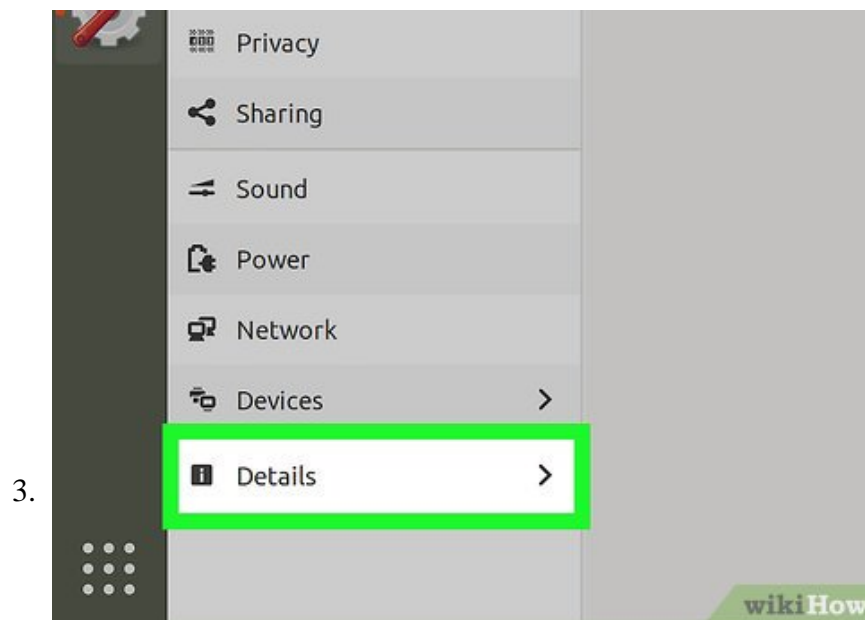 Privacy
Sharing
Sound
Power
Network
Devices
Details
3.
wikiHow